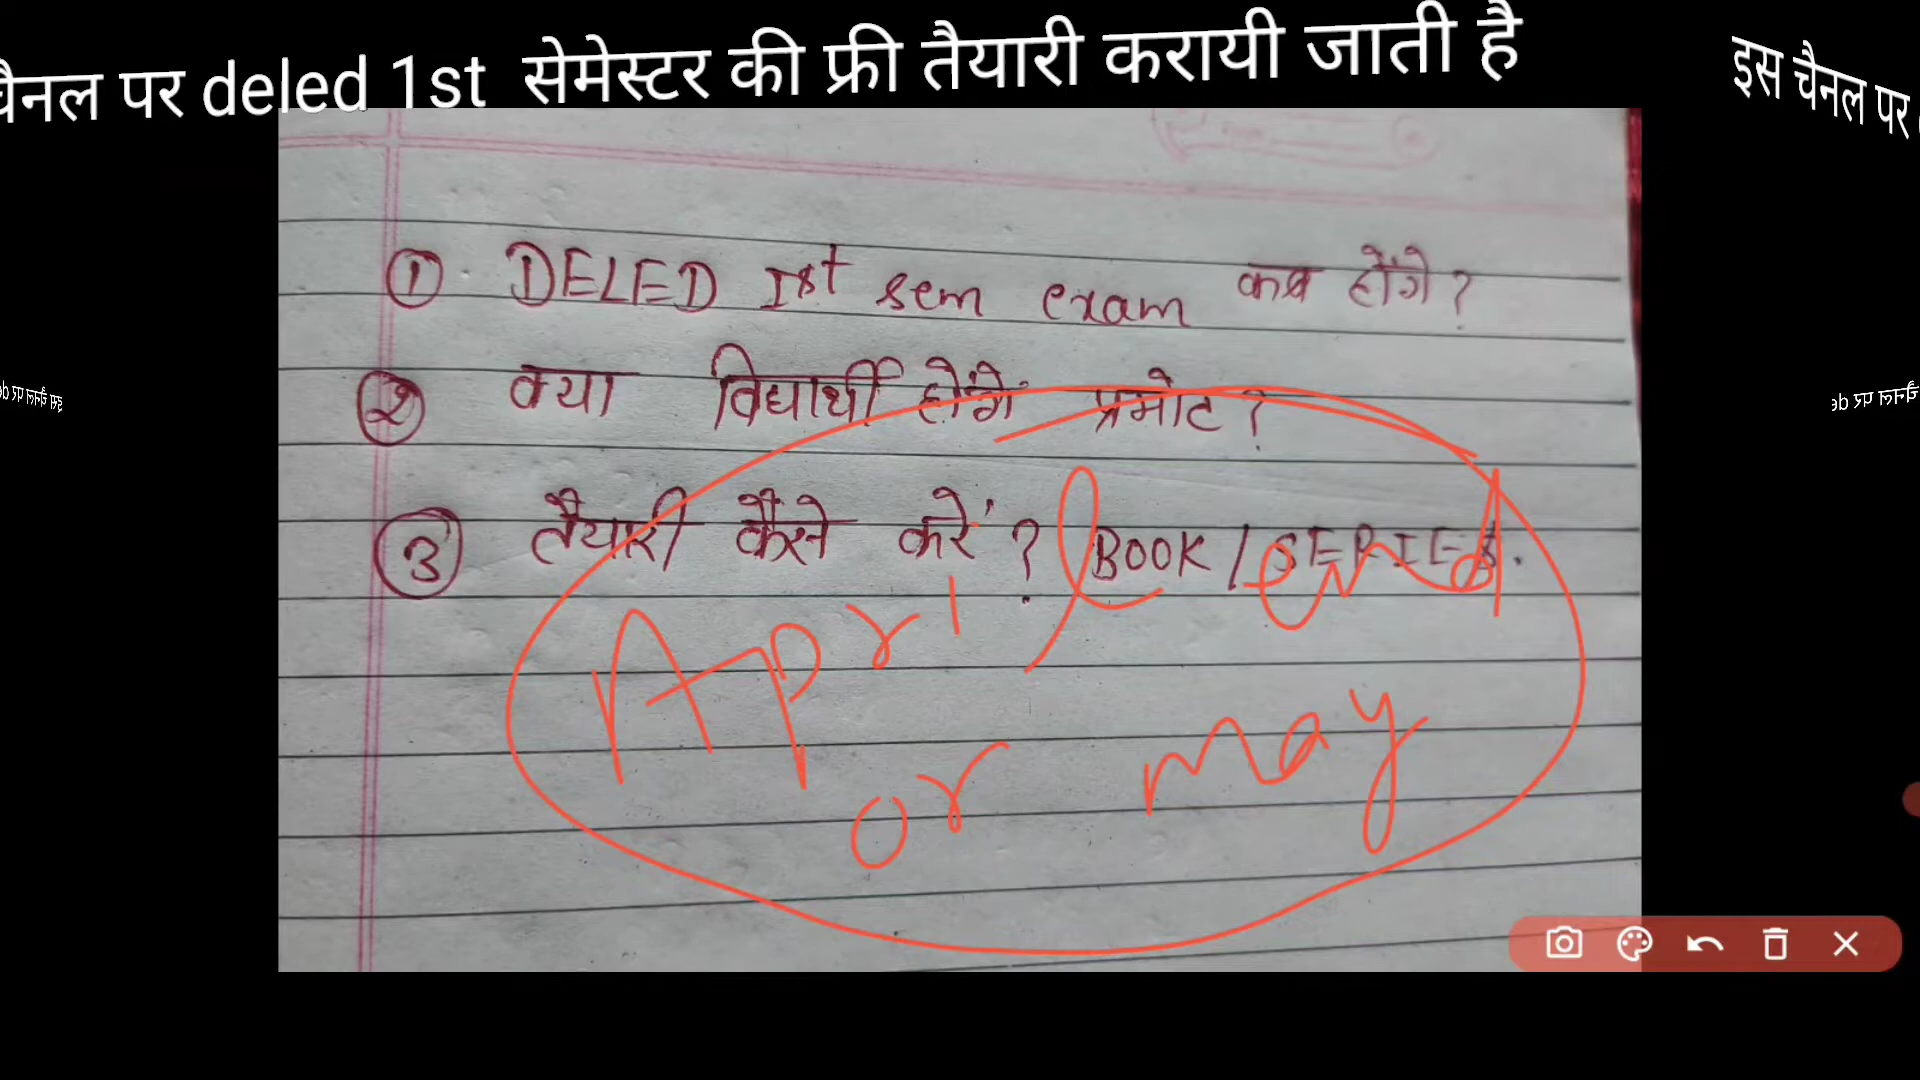 चैनल पर deled 1st सेमेस्टर की फ्री तैयारी करायी जाती है
इस चैनल पर
① DELED Ist sem exam कब होंगे ?
② क्या विद्यार्थी होंगे प्रमोट ?
③ तैयारी कैसे करें ? BOOK / SERIES.
April end
or may